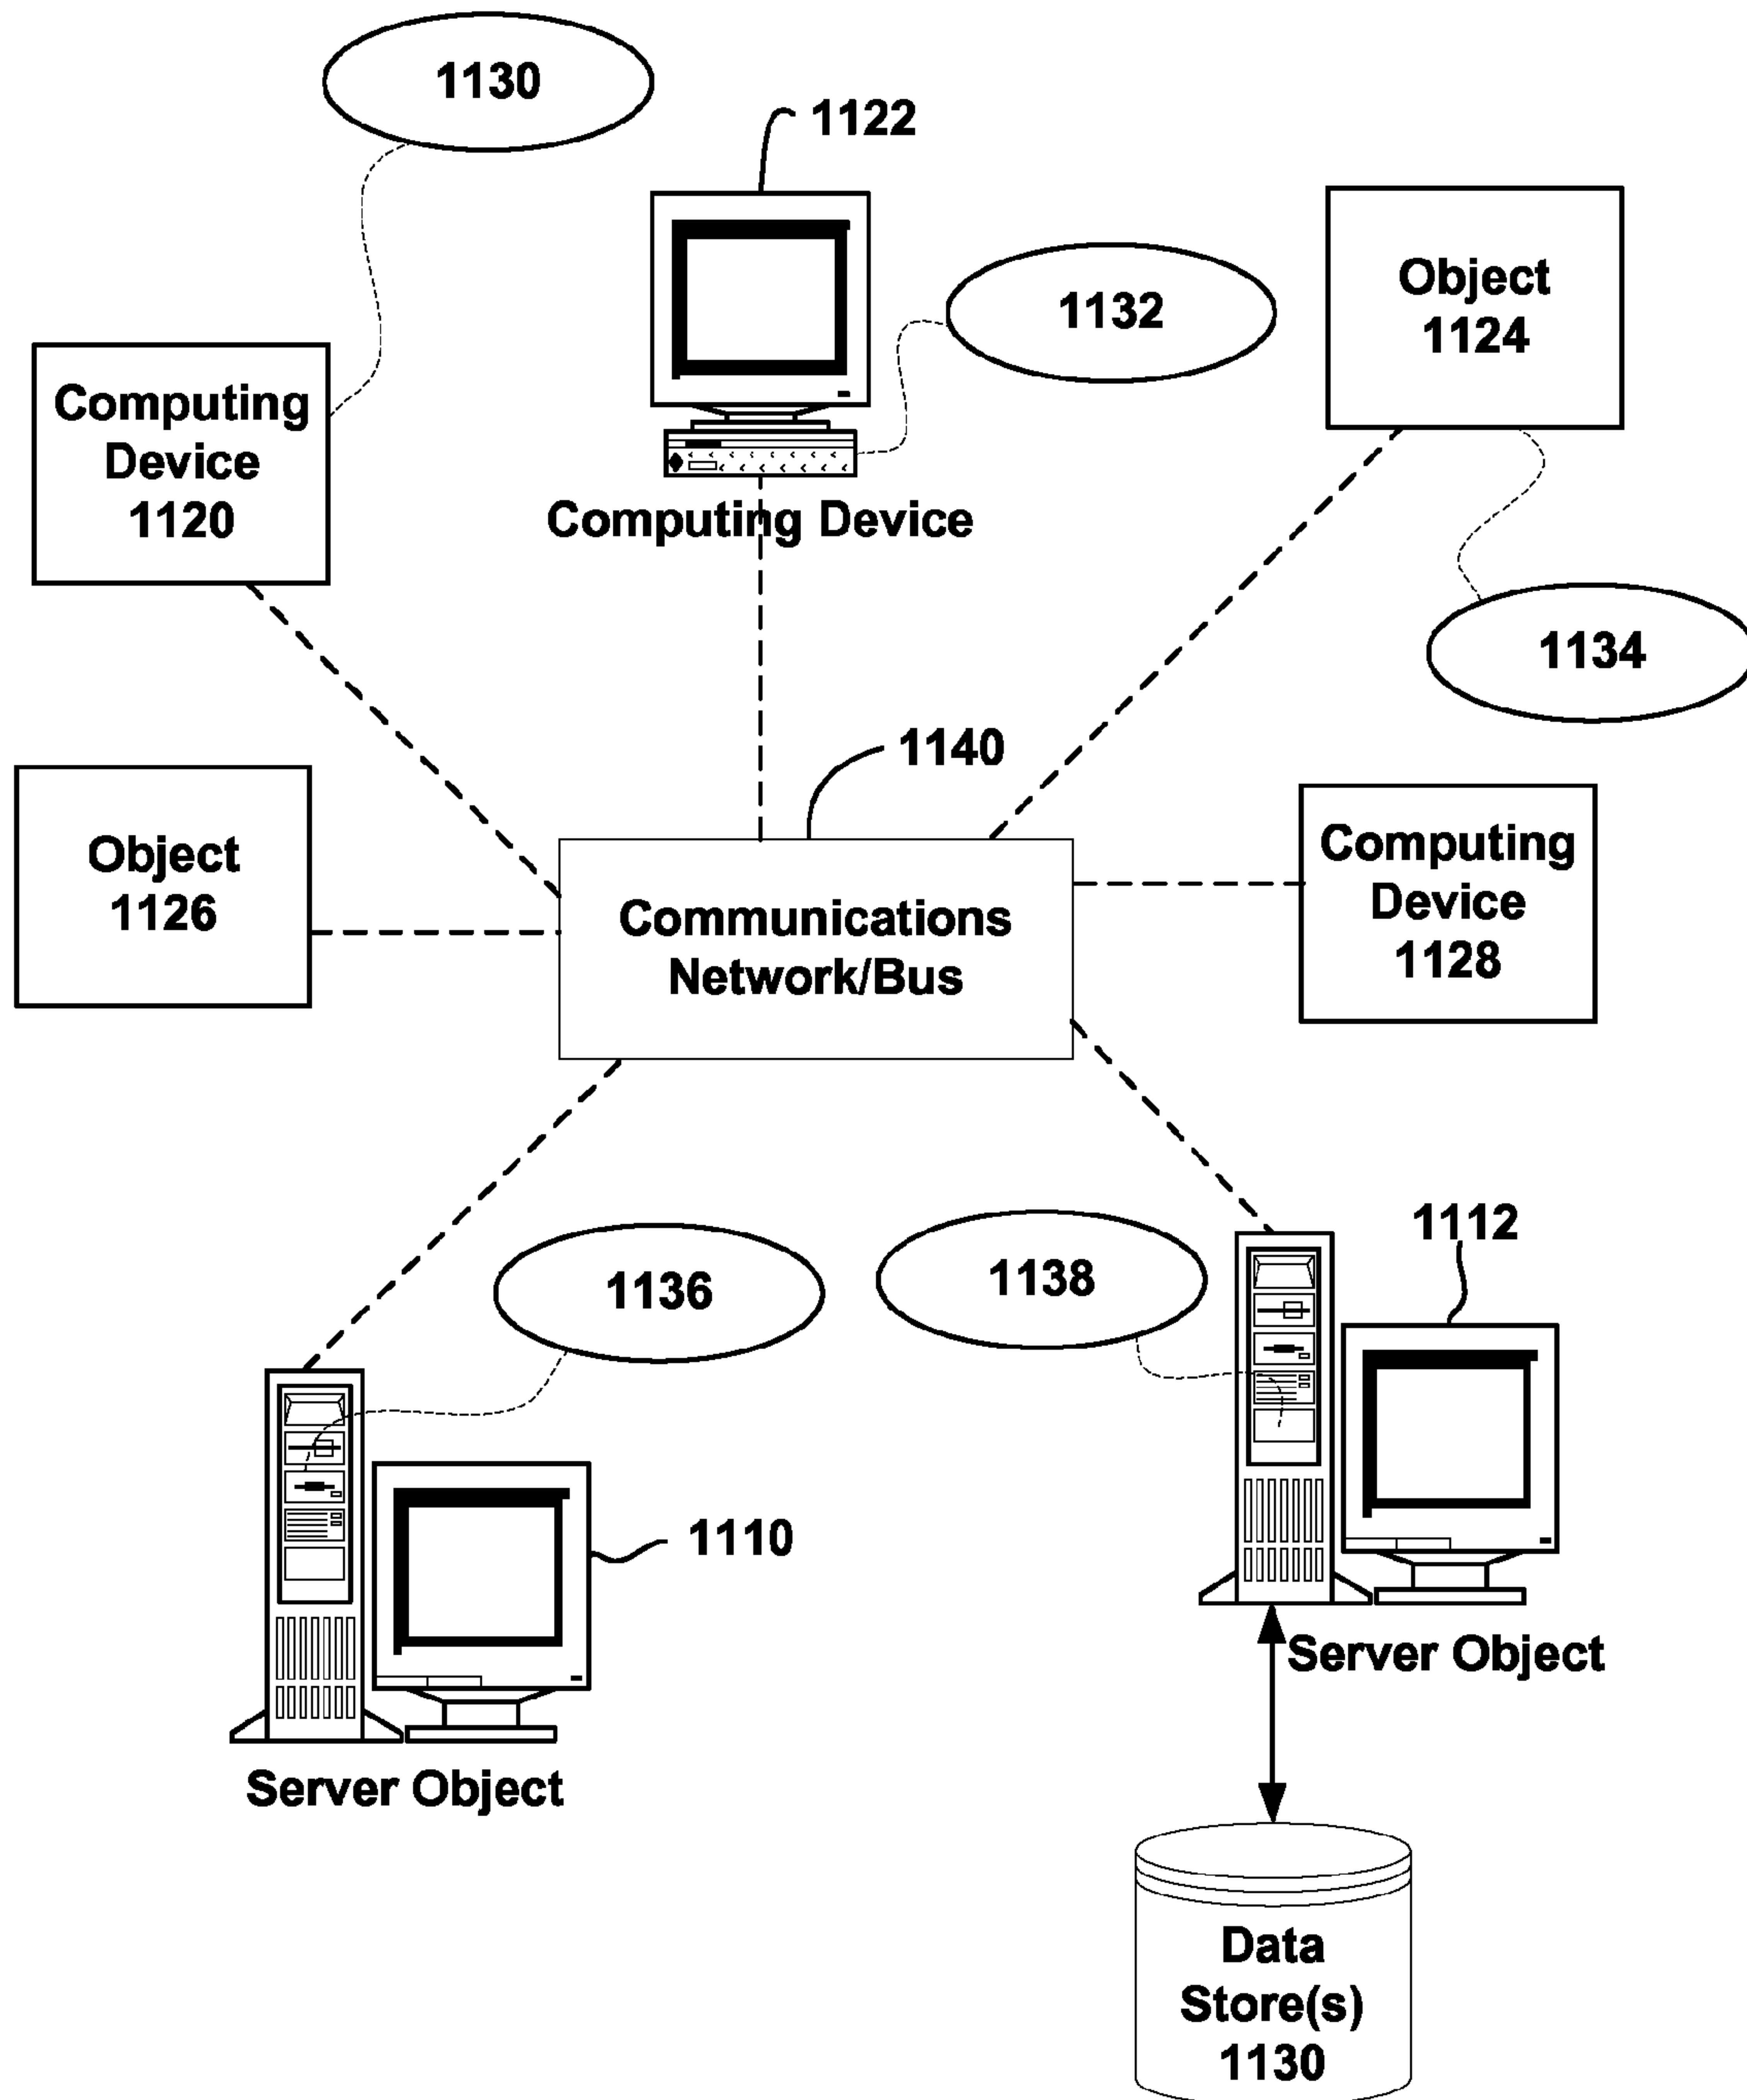 1130
1122
1132
Object
1124
Computing
Device
1120
Computing Device
1134
1140
Object
1126
Communications
Network/Bus
Computing
Device
1128
1136
1138
1112
1110
Server Object
Server Object
Data
Store(s)
1130